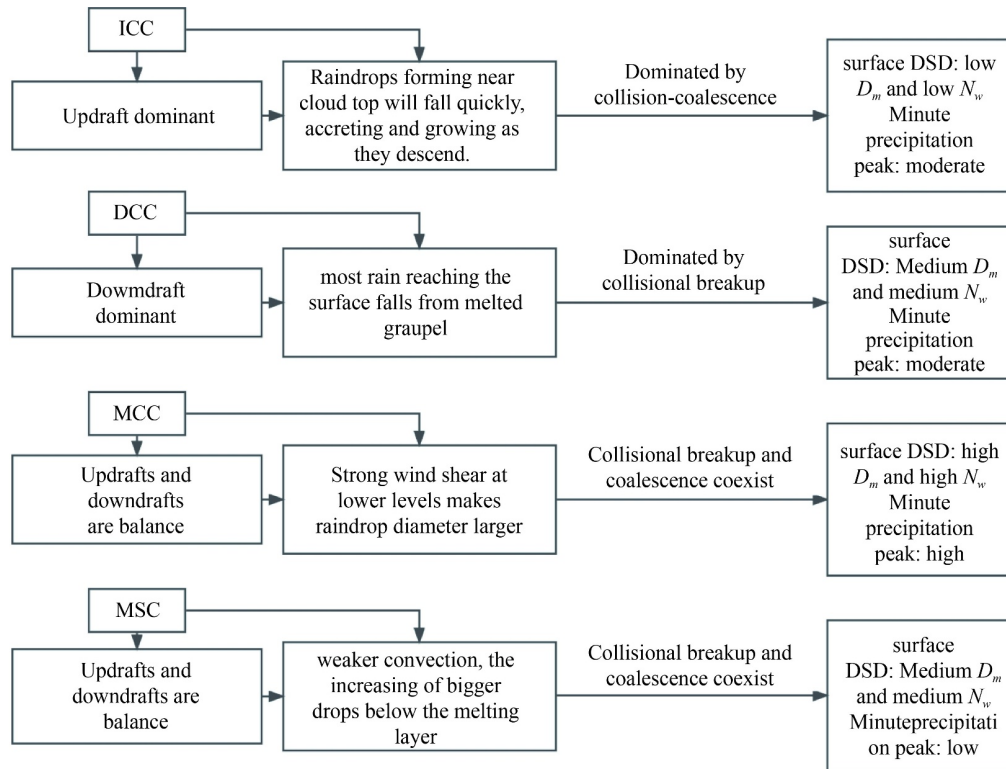 ICC
Updraft dominant
Raindrops forming near
cloud top will fall quickly,
accreting and growing as
they descend.
Dominated by
collision-coalescence
surface DSD: low
Dm and low Nw
Minute
precipitation
peak: moderate
DCC
Dowmdraft
dominant
most rain reaching the
surface falls from melted
graupel
Dominated by
collisional breakup
surface
DSD: Medium Dm
and medium Nw
Minute
precipitation
peak: moderate
MCC
Updrafts and
downdrafts
are balance
Strong wind shear at
lower levels makes
raindrop diameter larger
Collisional breakup and
coalescence coexist
surface DSD: high
Dm and high Nw
Minute
precipitation
peak: high
MSC
Updrafts and
downdrafts are
balance
weaker convection, the
increasing of bigger
drops below the melting
layer
Collisional breakup and
coalescence coexist
surface
DSD: Medium Dm
and medium Nw
Minuteprecipitati
on peak: low